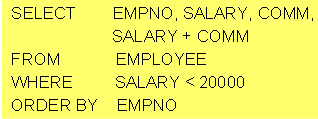 SELECT EMPNO, SALARY, COMM,
SALARY + COMM
FROM EMPLOYEE
WHERE SALARY < 20000
ORDER BY EMPNO